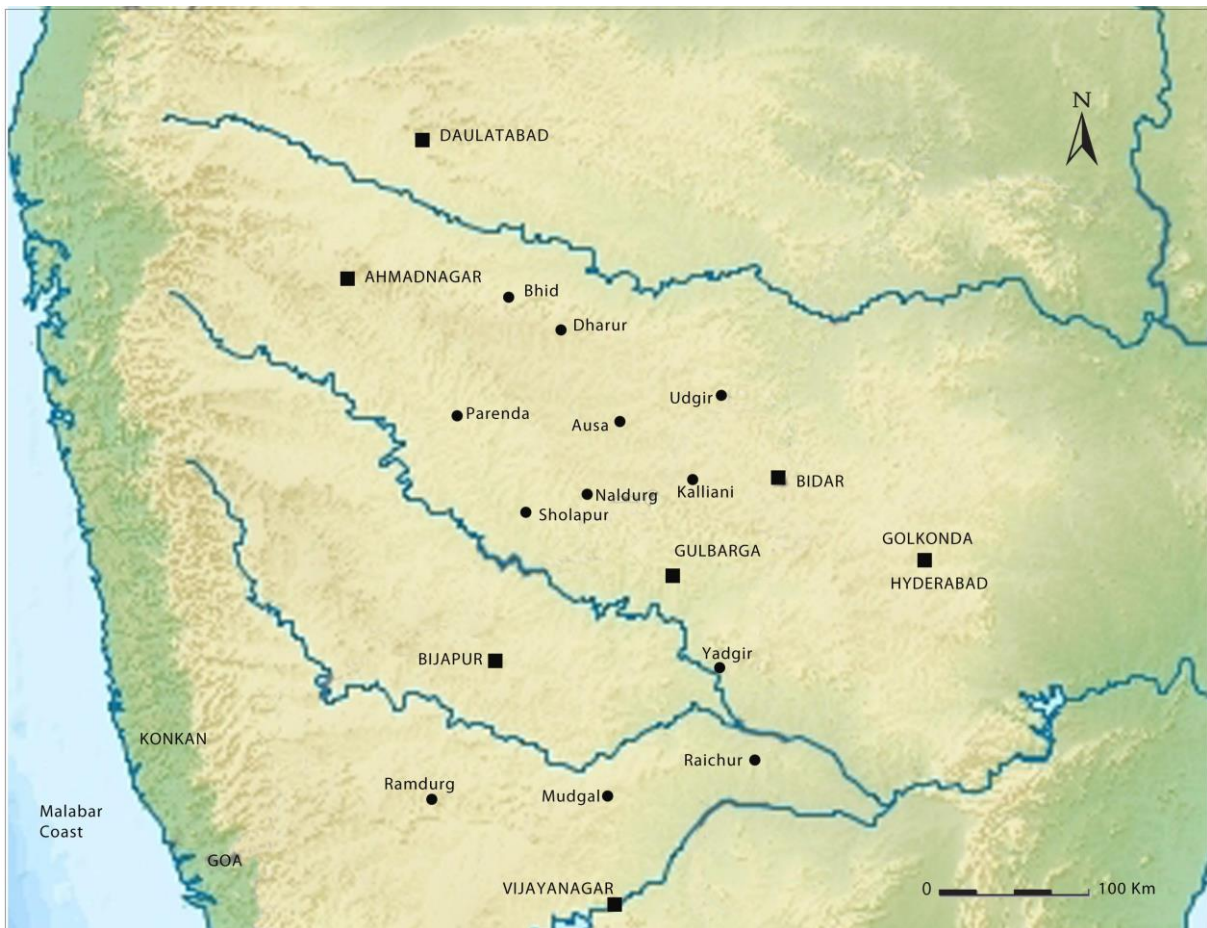 N
DAULATABAD
AHMADNAGAR
Bhid
Dharur
Udgir
Parenda
Ausa
Kalliani
BIDAR
Naldurg
Sholapur
GOLKONDA
GULBARGA
HYDERABAD
Yadgir
BIJAPUR
KONKAN
Raichur
Ramdurg
Mudgal
Malabar
Coast
GOA
VIJAYANAGAR
0
100 Km